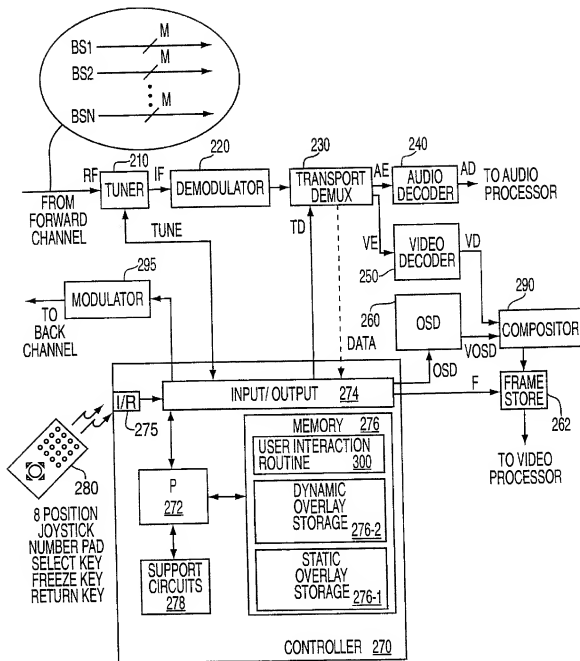 BS1
M
BS2
M
BSN
M
210
220
230
240
RF
TUNER
IF
DEMODULATOR
TRANSPORT
DEMUX
AE
AUDIO
DECODER
AD
TO AUDIO
PROCESSOR
FROM
FORWARD
CHANNEL
TUNE
TD
VE
VIDEO
DECODER
250
VD
295
MODULATOR
TO
BACK
CHANNEL
260
OSD
290
COMPOSITOR
VOSD
DATA
OSD
I/R
275
INPUT/OUTPUT 274
F
FRAME
STORE
262
TO VIDEO
PROCESSOR
280
8 POSITION
JOYSTICK
NUMBER PAD
SELECT KEY
FREEZE KEY
RETURN KEY
P
272
SUPPORT
CIRCUITS
278
MEMORY 276
USER INTERACTION
ROUTINE 300
DYNAMIC
OVERLAY
STORAGE
276-2
STATIC
OVERLAY
STORAGE 276-1
CONTROLLER 270